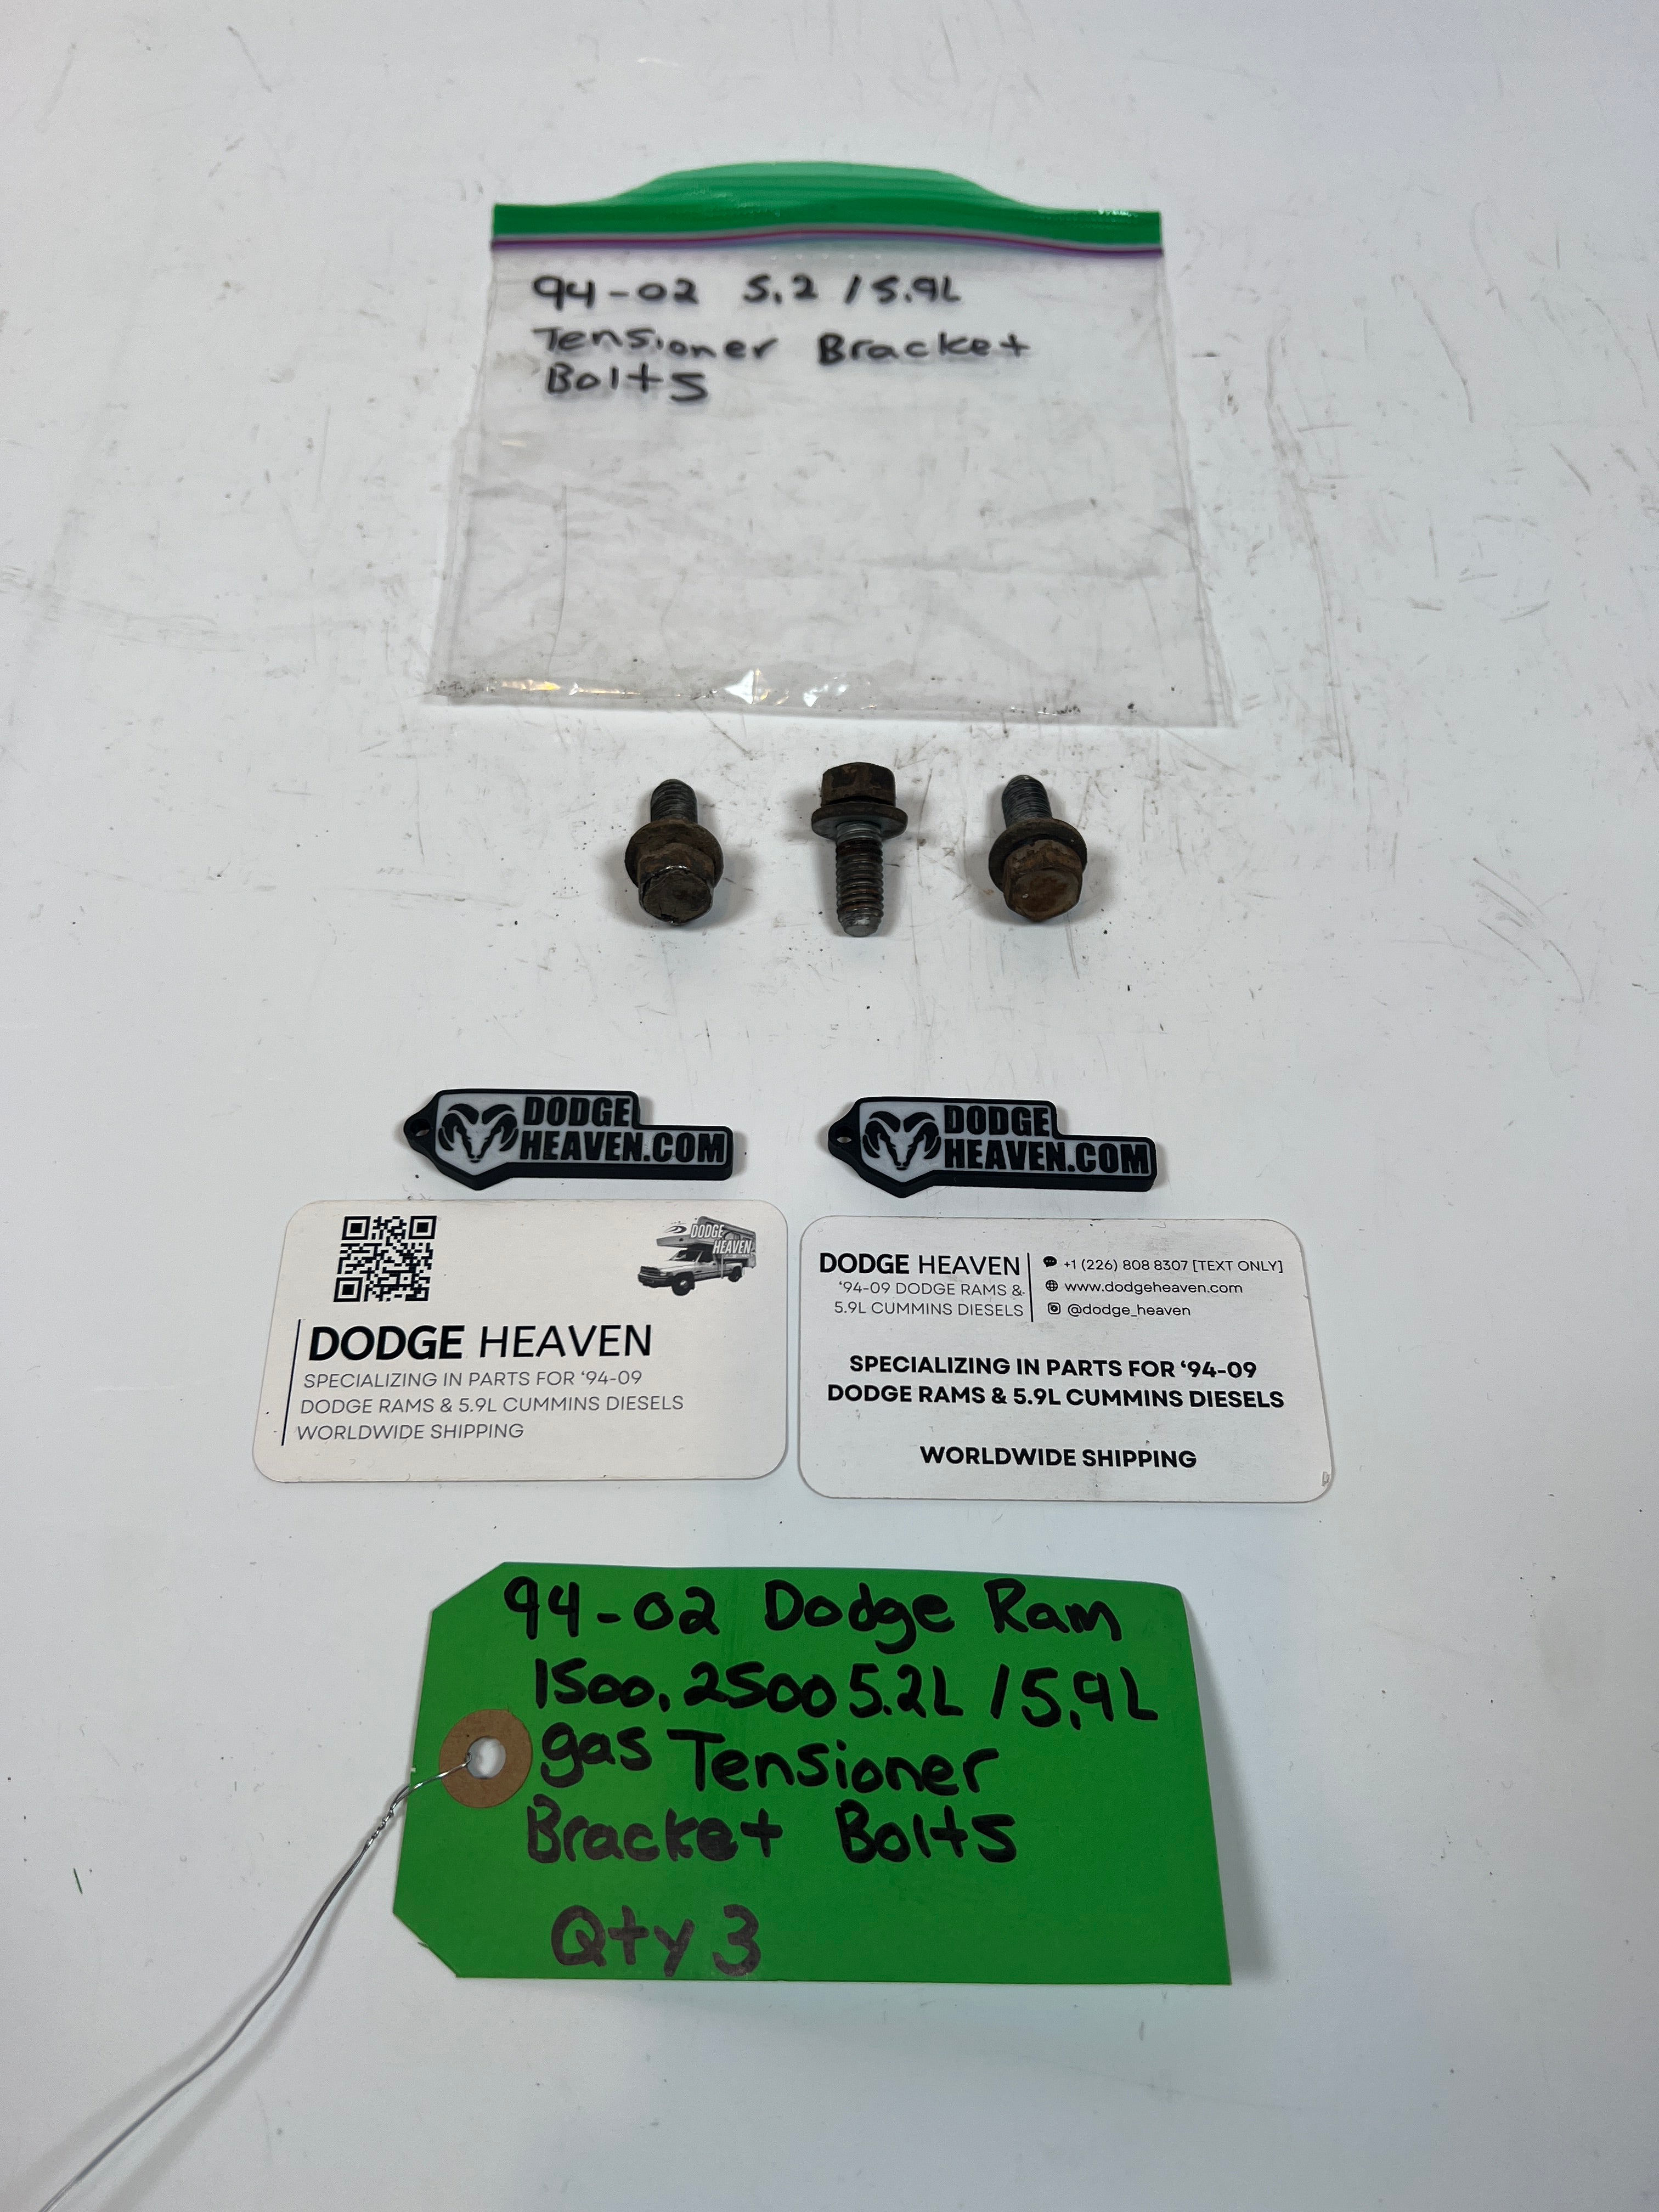 94-02 5.2 / 5.9L
Tensioner Bracket
Bolts
DODGE
HEAVEN.COM
DODGE
HEAVEN.COM
DODGE
HEAVEN
DODGE HEAVEN
SPECIALIZING IN PARTS FOR ‘94-09
DODGE RAMS & 5.9L CUMMINS DIESELS
WORLDWIDE SHIPPING
DODGE HEAVEN
‘94-09 DODGE RAMS &
5.9L CUMMINS DIESELS
+1 (226) 808 8307 [TEXT ONLY]
www.dodgeheaven.com
@dodge_heaven
SPECIALIZING IN PARTS FOR ‘94-09
DODGE RAMS & 5.9L CUMMINS DIESELS
WORLDWIDE SHIPPING
94-02 Dodge Ram
1500, 2500 5.2L / 5.9L
gas Tensioner
Bracket Bolts
Qty 3